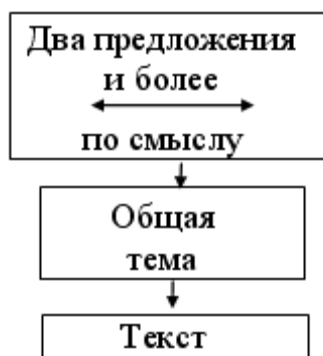 Два предложения
и более
по смыслу
Общая
тема
Текст